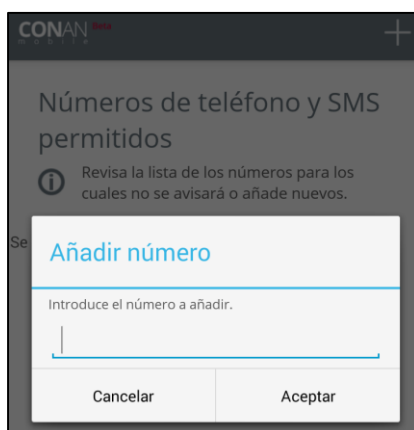 CONAN Beta
mobile
Números de teléfono y SMS
permitidos
Revisa la lista de los números para los
cuales no se avisará o añade nuevos.
Se
Añadir número
Introduce el número a añadir.
Cancelar Aceptar